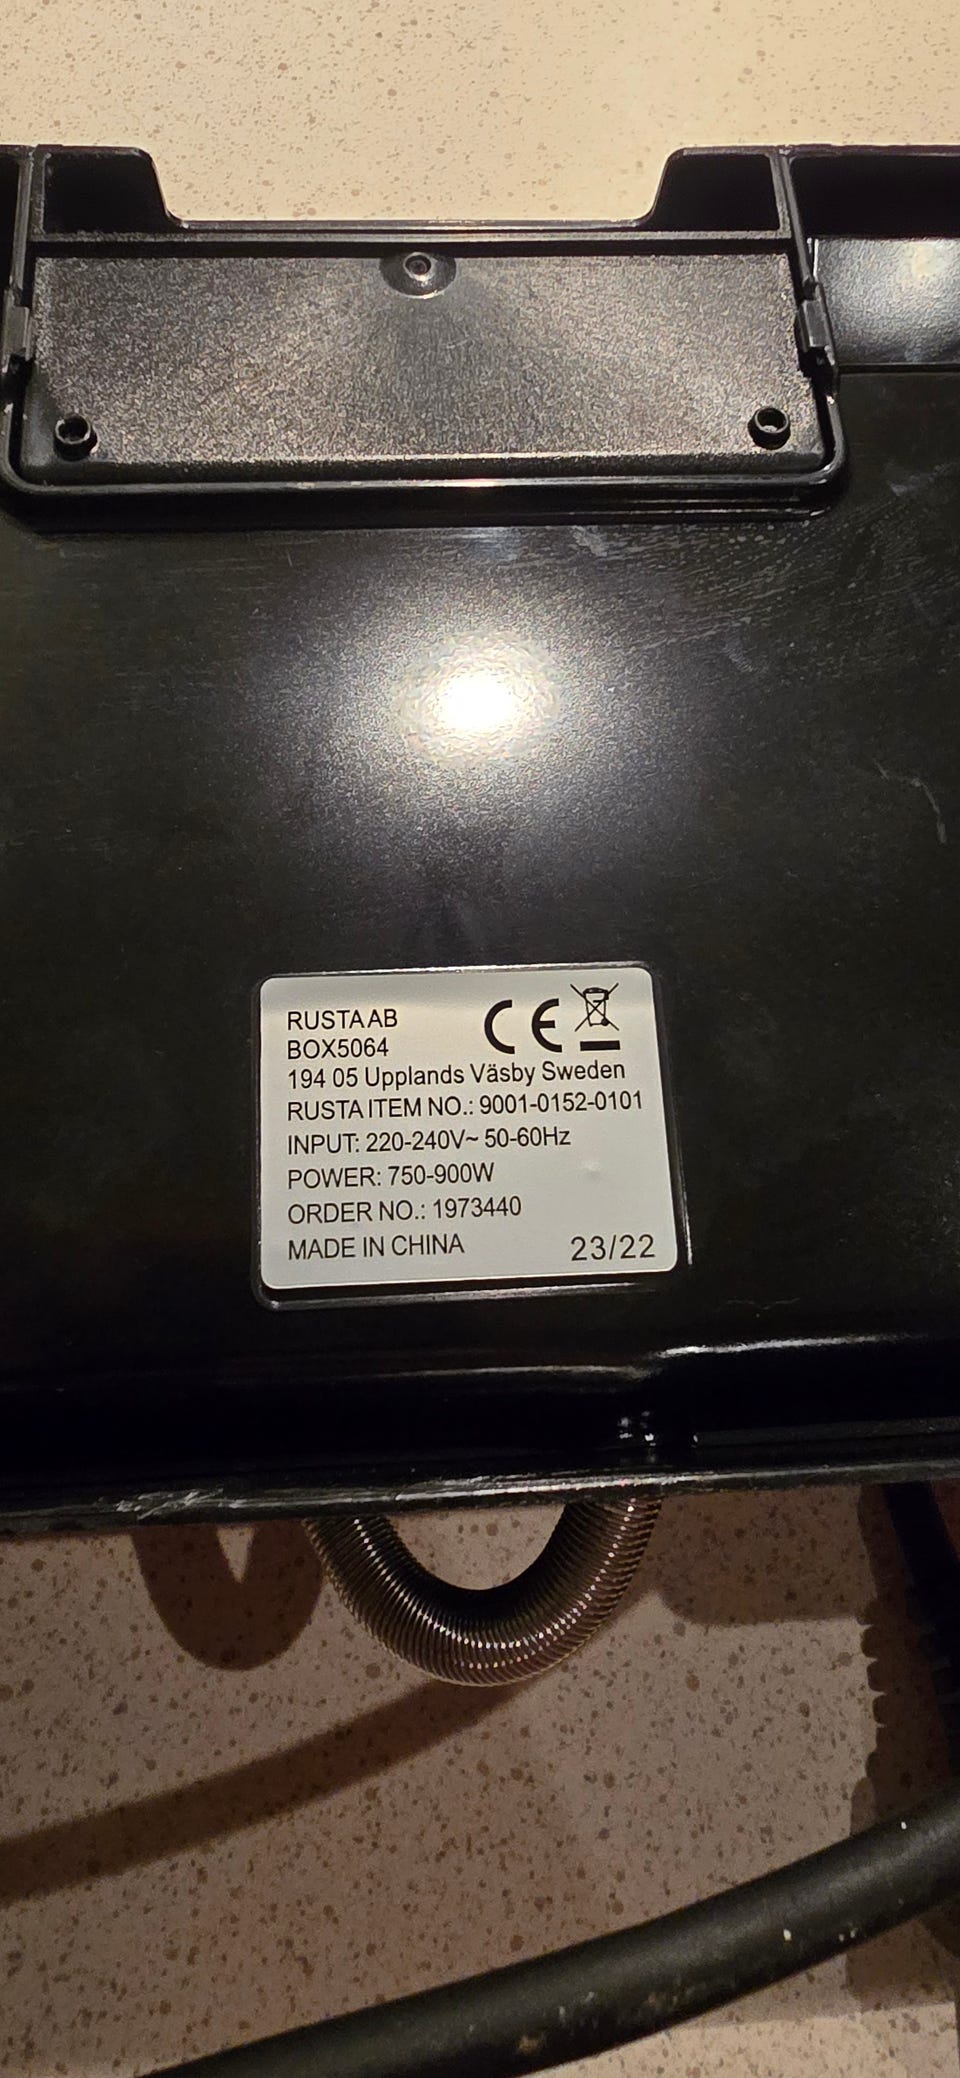 RUSTA AB
BOX5064
194 05 Upplands Väsby Sweden
RUSTA ITEM NO.: 9001-0152-0101
INPUT: 220-240V~ 50-60Hz
POWER: 750-900W
ORDER NO.: 1973440
MADE IN CHINA
23/22
CE